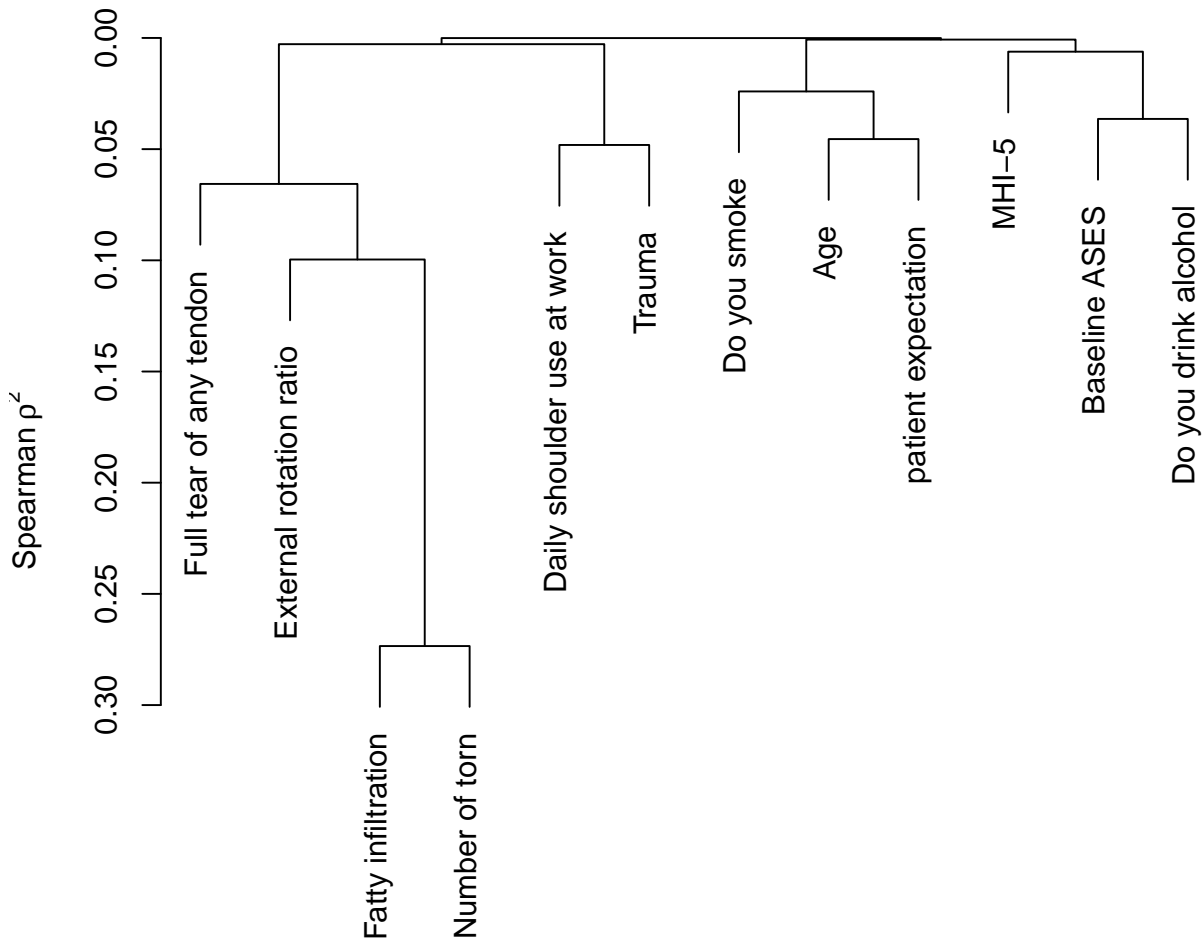 Spearman ρ²
0.00
0.05
0.10
0.15
0.20
0.25
0.30
Full tear of any tendon
External rotation ratio
Fatty infiltration
Number of torn
Daily shoulder use at work
Trauma
Do you smoke
Age
patient expectation
MHI−5
Baseline ASES
Do you drink alcohol